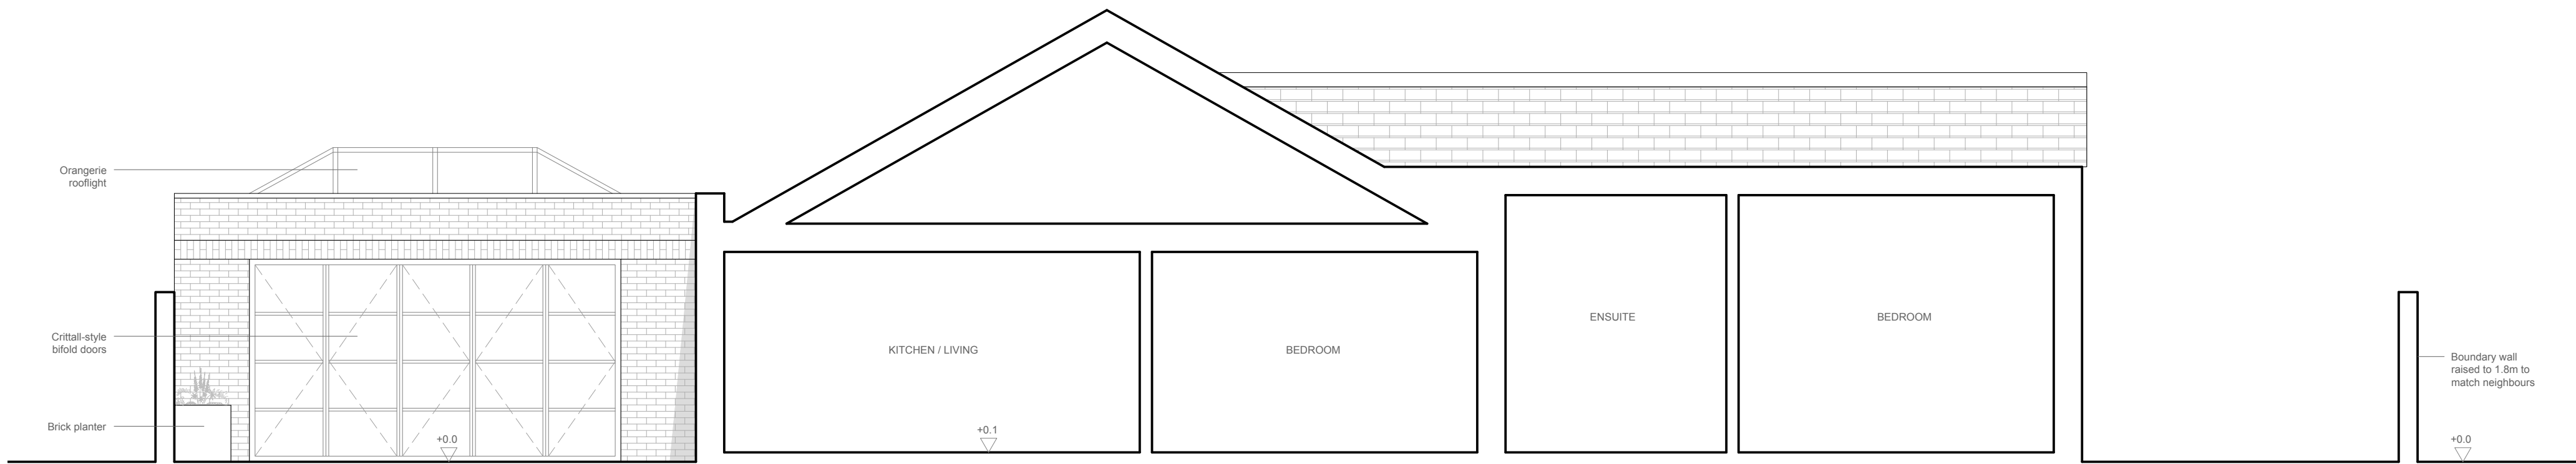 Orangerie
rooflight
Crittall-style
bifold doors
Brick planter
+0.0
KITCHEN / LIVING
+0.1
BEDROOM
ENSUITE
BEDROOM
Boundary wall
raised to 1.8m to
match neighbours
+0.0